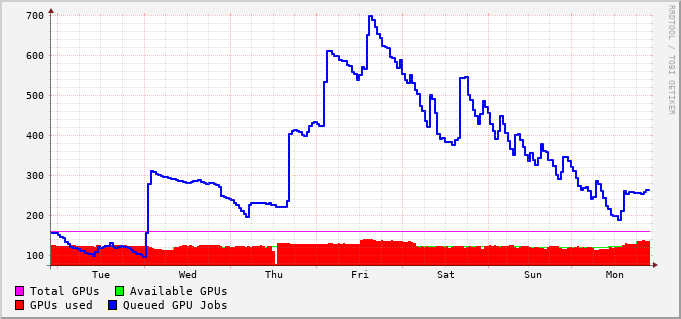 700
600
500
400
300
200
100
Tue Wed Thu Fri Sat Sun Mon
Total GPUs Available GPUs
GPUs used Queued GPU Jobs
RRDTOOL / TOBI OETIKER